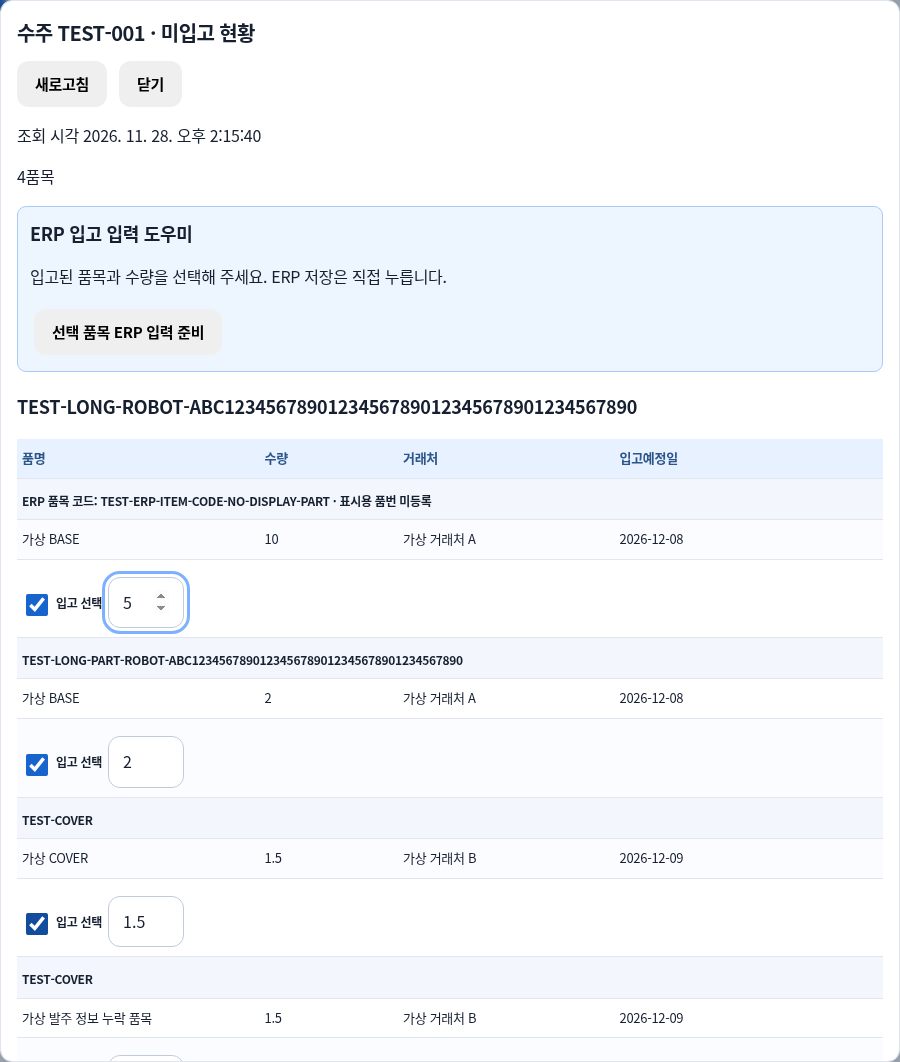 수주 TEST-001 · 미입고 현황
새로고침 닫기
조회 시각 2026. 11. 28. 오후 2:15:40
4품목
ERP 입고 입력 도우미
입고된 품목과 수량을 선택해 주세요. ERP 저장은 직접 누릅니다.
선택 품목 ERP 입력 준비
TEST-LONG-ROBOT-ABC1234567890123456789012345678901234567890
품명 수량 거래처 입고예정일
ERP 품목 코드: TEST-ERP-ITEM-CODE-NO-DISPLAY-PART · 표시용 품번 미등록
가상 BASE 10 가상 거래처 A 2026-12-08
입고 선택 5
TEST-LONG-PART-ROBOT-ABC1234567890123456789012345678901234567890
가상 BASE 2 가상 거래처 A 2026-12-08
입고 선택 2
TEST-COVER
가상 COVER 1.5 가상 거래처 B 2026-12-09
입고 선택 1.5
TEST-COVER
가상 발주 정보 누락 품목 1.5 가상 거래처 B 2026-12-09